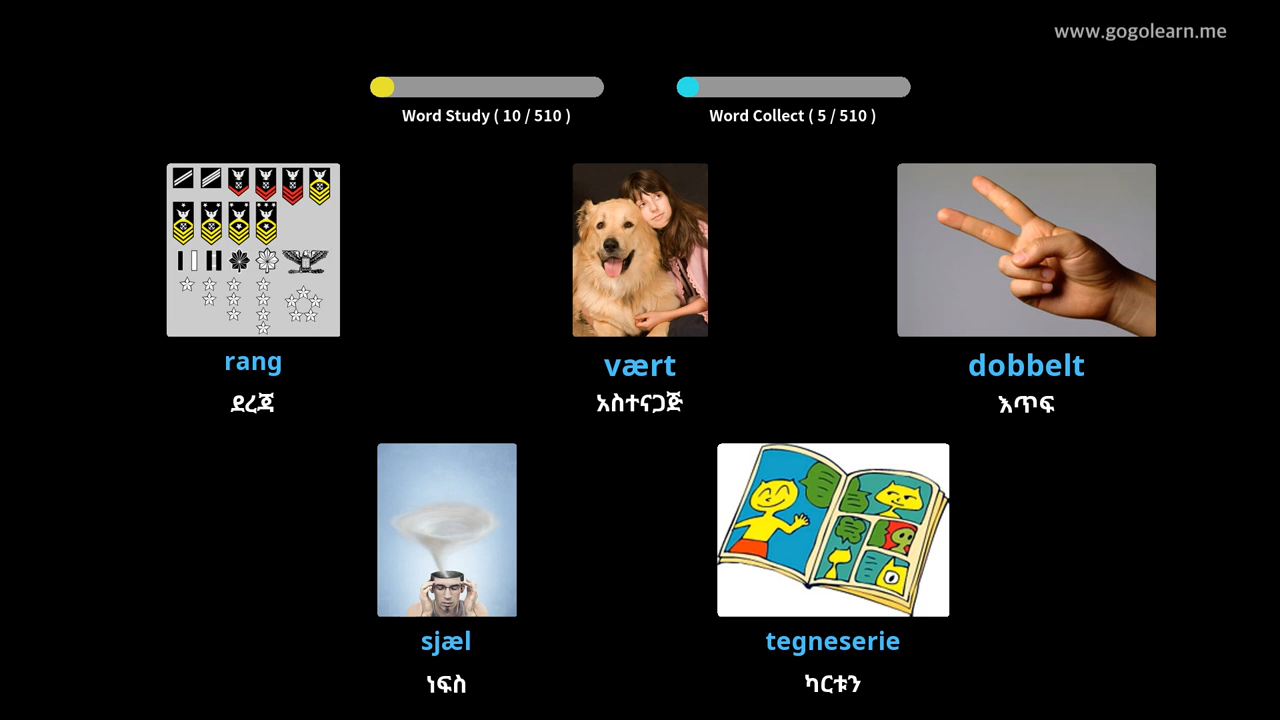 www.gogolearn.me
Word Study ( 10 / 510 )
Word Collect ( 5 / 510 )
rang
ደረጃ
vært
አስተናጋጅ
dobbelt
እጥፍ
sjæl
ነፍስ
tegneserie
ካርቱን